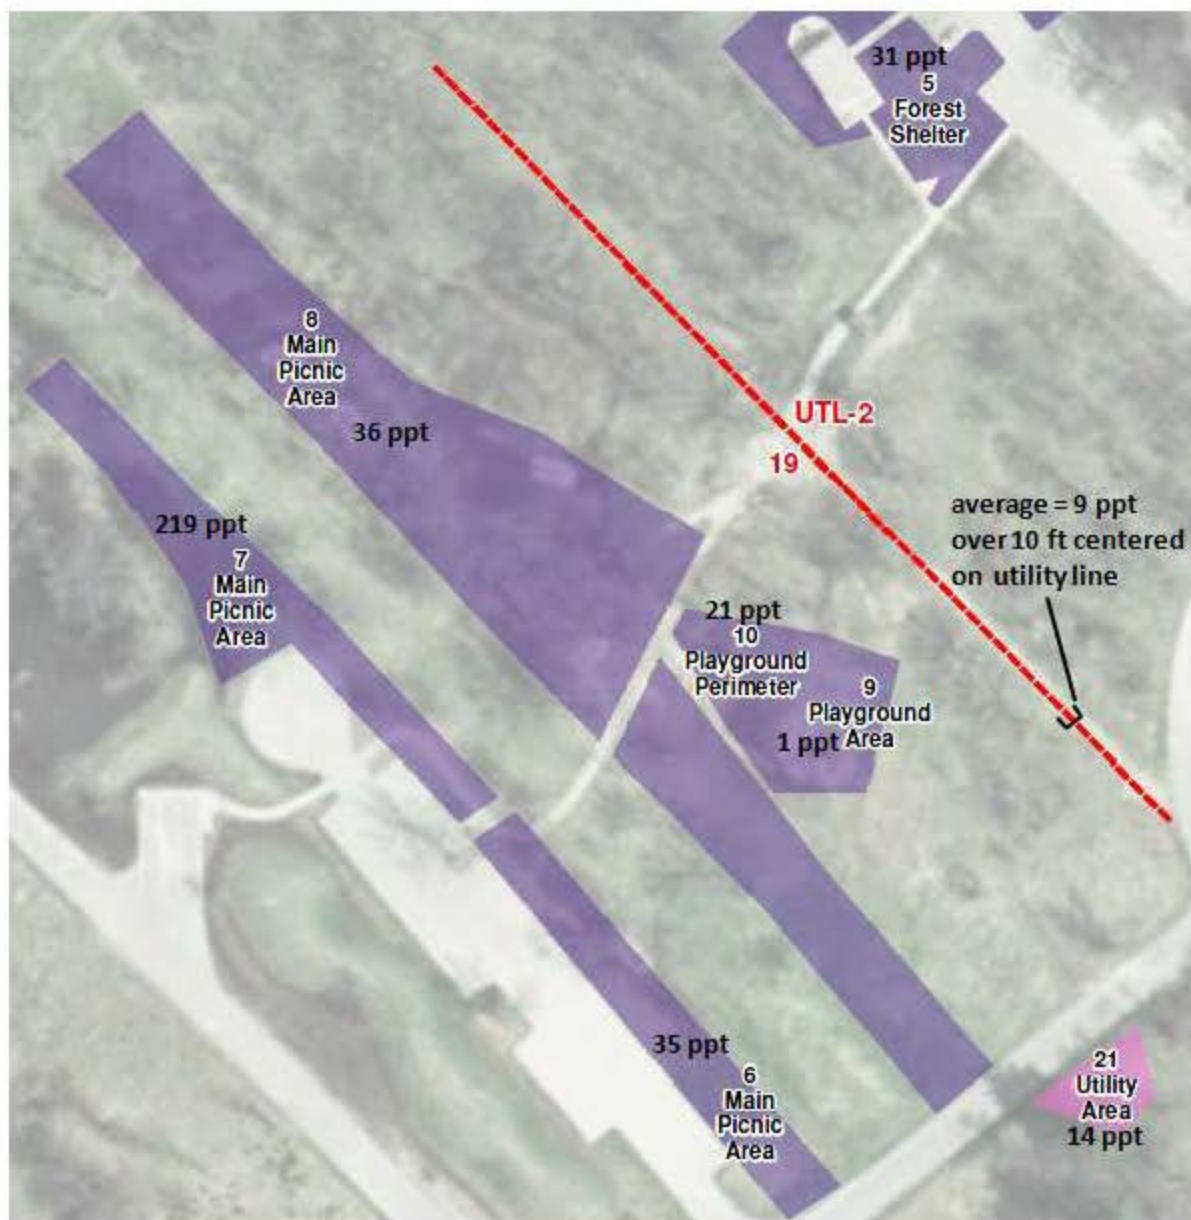 31 ppt
5
Forest
Shelter
8
Main
Picnic
Area
36 ppt
UTL-2
19
average = 9 ppt
over 10 ft centered
on utility line
219 ppt
7
Main
Picnic
Area
21 ppt
10
Playground
Perimeter
9
Playground
Area
1 ppt
35 ppt
6
Main
Picnic
Area
21
Utility
Area
14 ppt